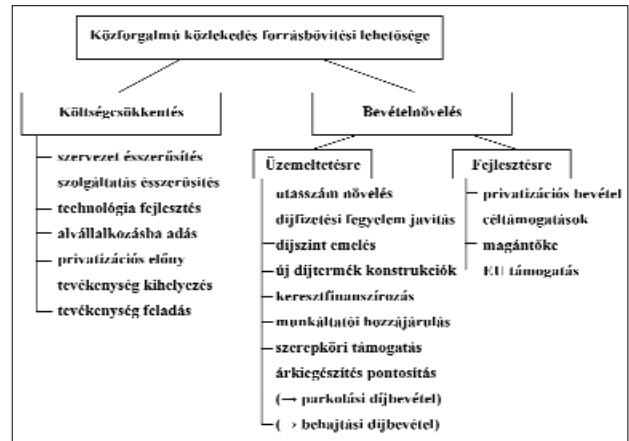 Közforgalmú közlekedés forrásbővítési lehetősége
Költségcsökkentés
szervezet ésszerűsítés
szolgáltatás ésszerűsítés
technológia fejlesztés
alvállalkozásba adás
privatizációs előny
tevékenység kihelyezés
tevékenység feladás
Bevételnövelés
Üzemeltetésre
utasszám növelés
díjfizetési fegyelem javítás
díjszint emelés
új díjtermék konstrukciók
keresztfinanszírozás
munkáltatói hozzájárulás
szerepköri támogatás
árkiegészítés pontosítás
(→ parkolási díjbevétel)
(→ behajtási díjbevétel)
Fejlesztésre
privatizációs bevétel
céltámogatások
magántőke
EU támogatás